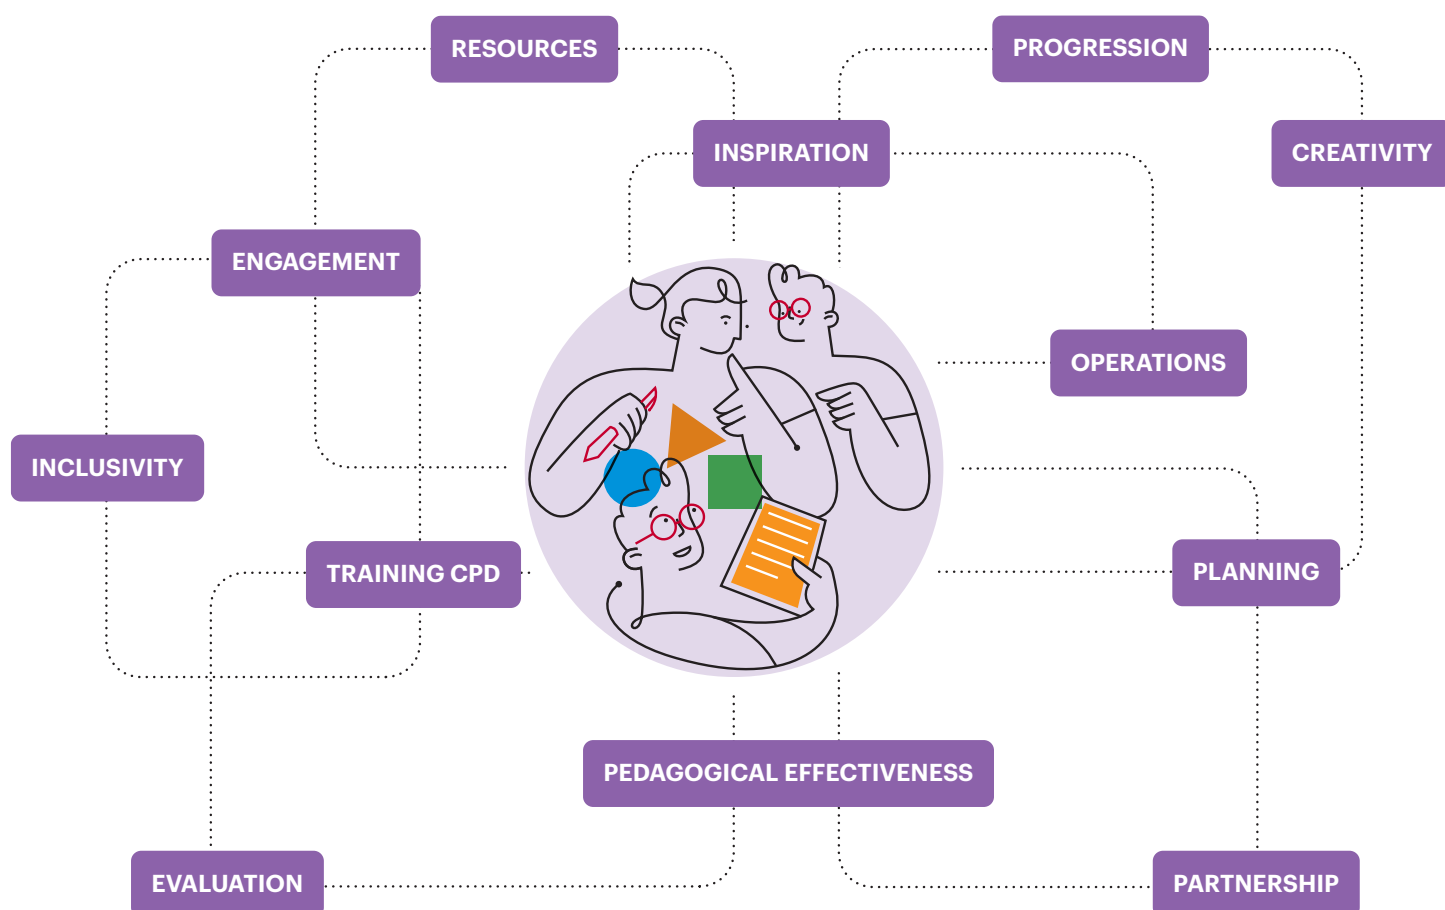 RESOURCES
PROGRESSION
INSPIRATION
CREATIVITY
ENGAGEMENT
OPERATIONS
INCLUSIVITY
TRAINING CPD
PLANNING
PEDAGOGICAL EFFECTIVENESS
EVALUATION
PARTNERSHIP